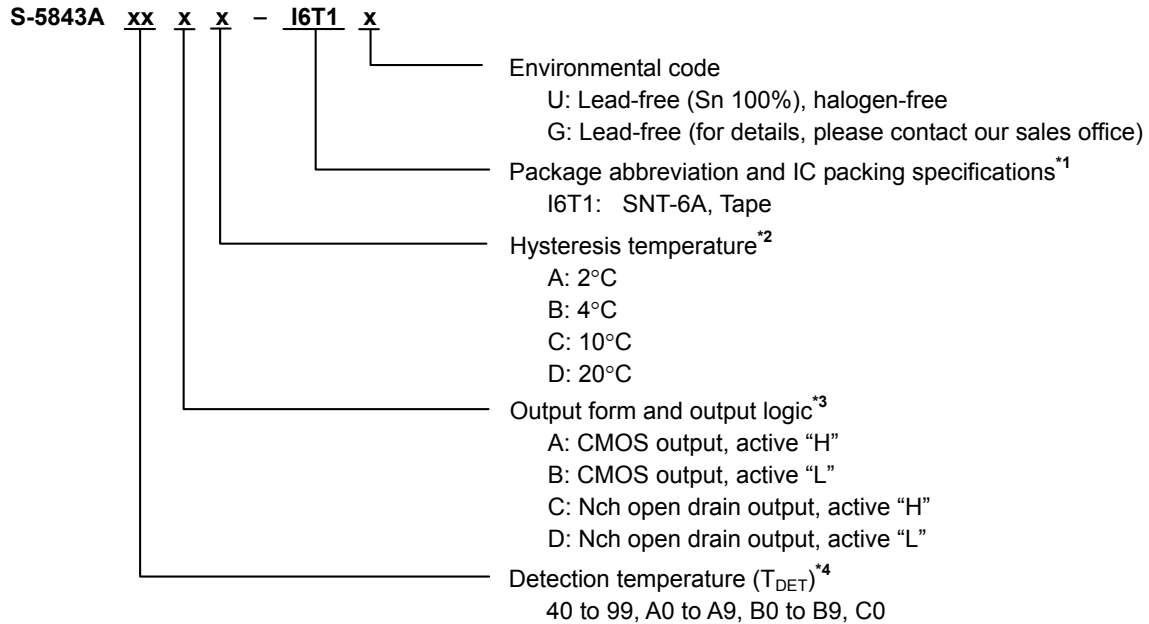 S-5843A xx x x – I6T1 x
Environmental code
U: Lead-free (Sn 100%), halogen-free
G: Lead-free (for details, please contact our sales office)
Package abbreviation and IC packing specifications*1
I6T1: SNT-6A, Tape
Hysteresis temperature*2
A: 2°C
B: 4°C
C: 10°C
D: 20°C
Output form and output logic*3
A: CMOS output, active “H”
B: CMOS output, active “L”
C: Nch open drain output, active “H”
D: Nch open drain output, active “L”
Detection temperature (TDET)*4
40 to 99, A0 to A9, B0 to B9, C0